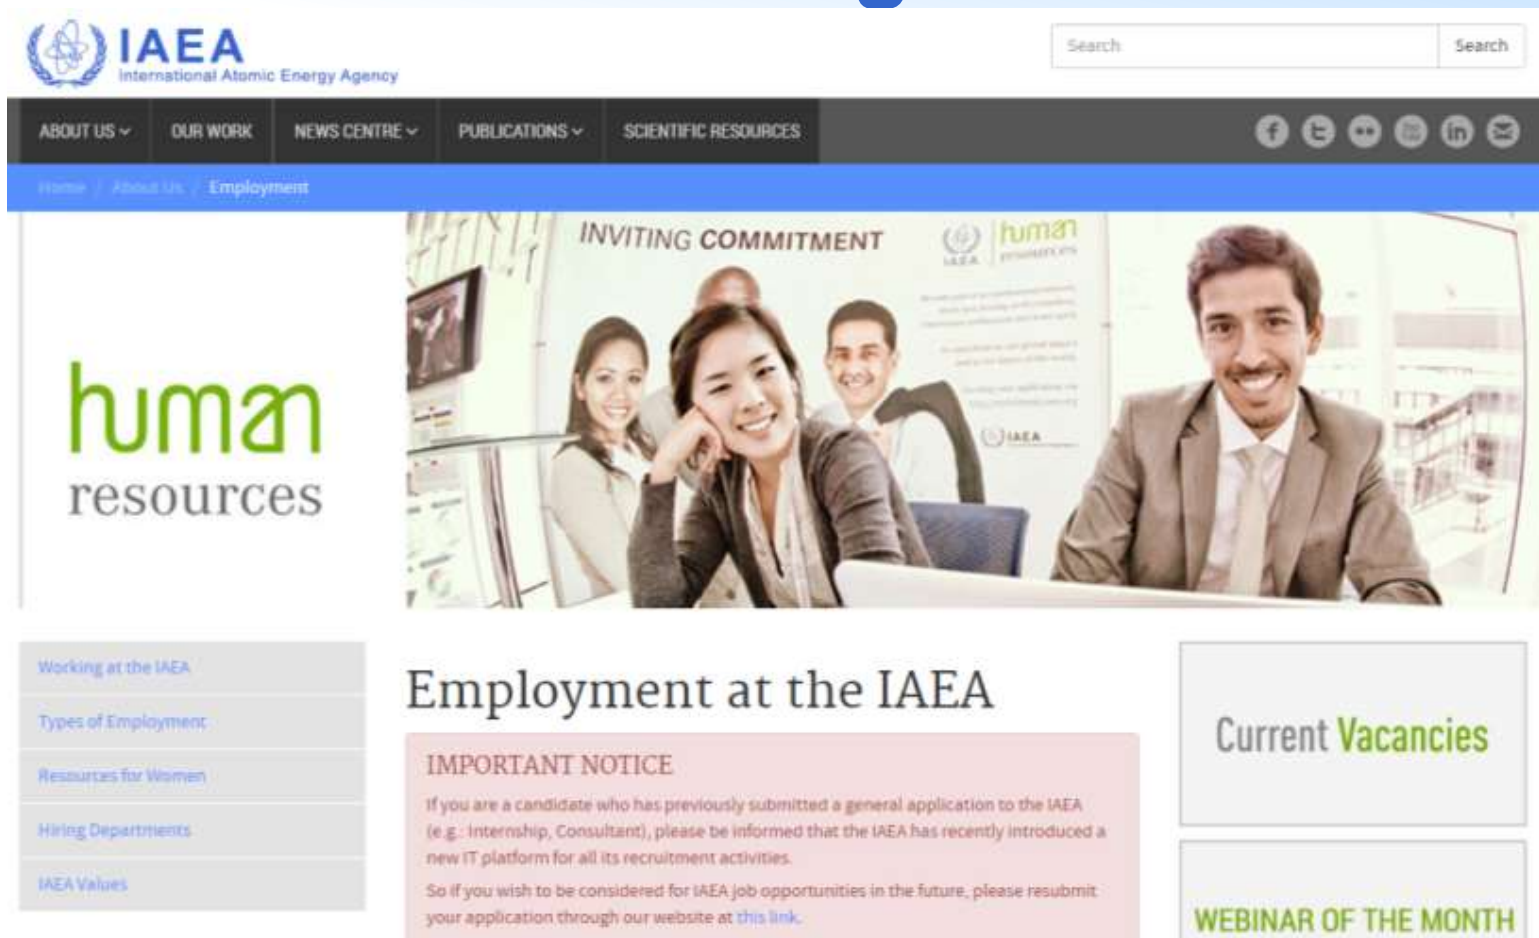 IAEA
International Atomic Energy Agency
Search
Search
ABOUT US
OUR WORK
NEWS CENTRE
PUBLICATIONS
SCIENTIFIC RESOURCES
Home / About Us / Employment
INVITING COMMITMENT
IAEA
human
resources
IAEA
human
resources
Working at the IAEA
Types of Employment
Resources for Women
Hiring Departments
IAEA Values
Employment at the IAEA
IMPORTANT NOTICE
If you are a candidate who has previously submitted a general application to the IAEA
(e.g.: Internship, Consultant), please be informed that the IAEA has recently introduced a
new IT platform for all its recruitment activities.
So if you wish to be considered for IAEA job opportunities in the future, please resubmit
your application through our website at this link.
Current Vacancies
WEBINAR OF THE MONTH